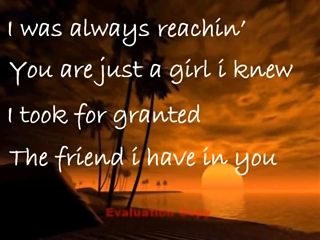 I was always reachin'
You are just a girl i knew
I took for granted
The friend i have in you
Evaluation Copy